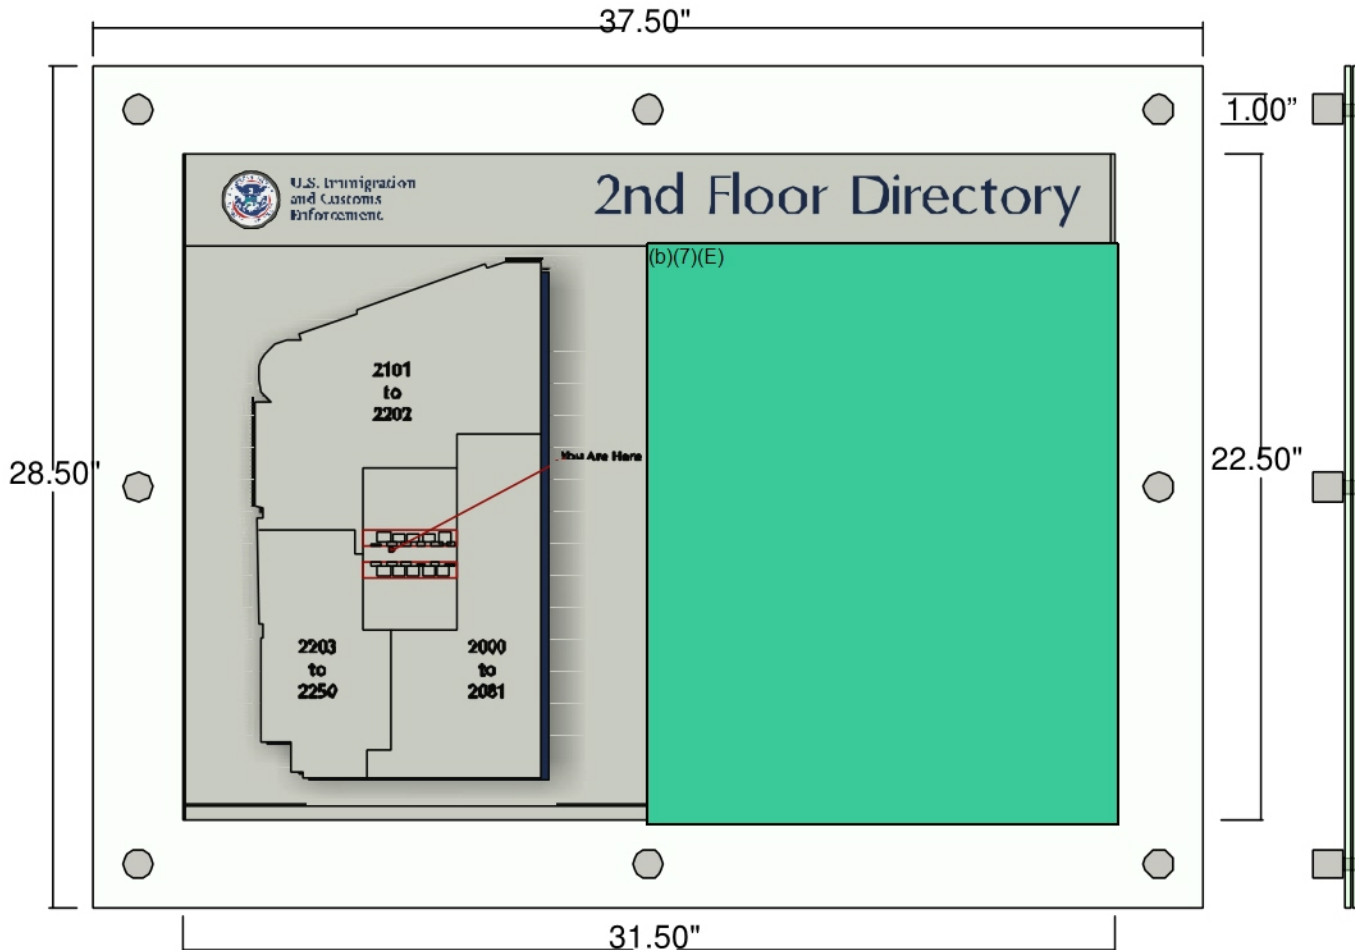 37.50"
1.00”
U.S. Immigration
and Customs
Enforcement
2nd Floor Directory
(b)(7)(E)
2101
to
2202
You Are Here
28.50"
22.50"
2203
to
2250
2000
to
2081
31.50"